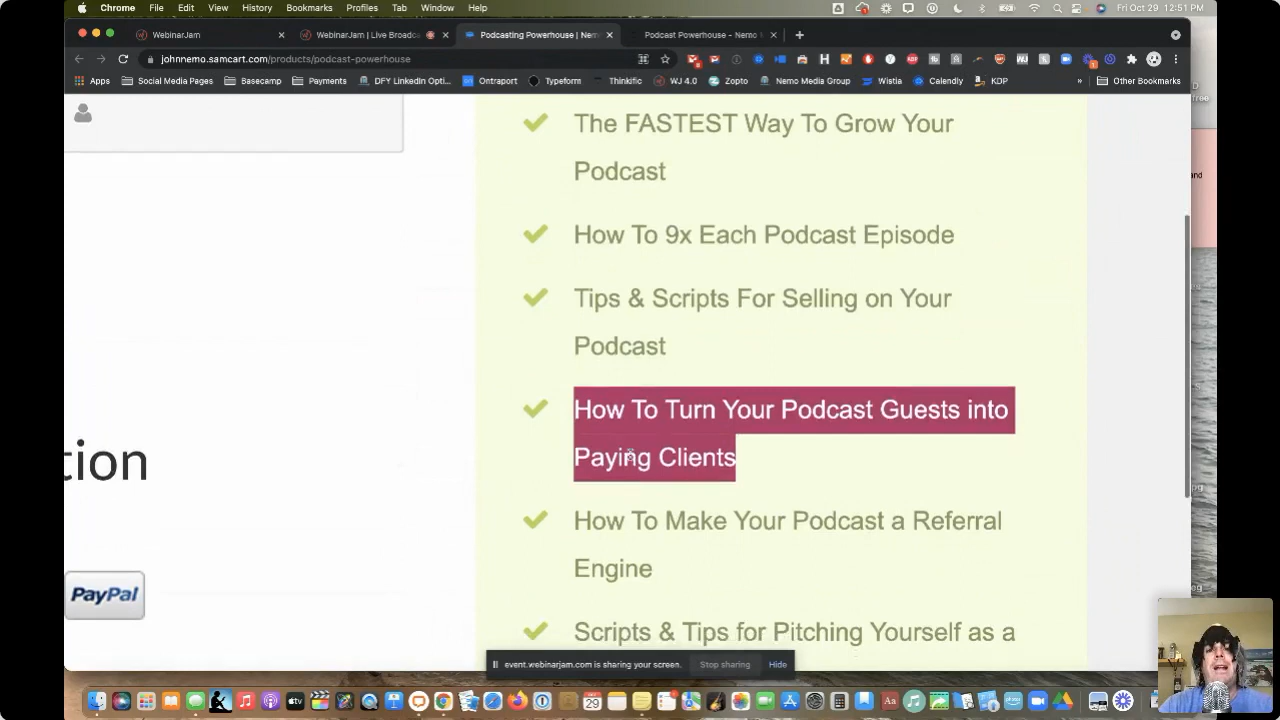 Chrome File Edit View History Bookmarks Profiles Tab Window Help Fri Oct 29 12:51 PM
WebinarJam WebinarJam | Live Broadca Podcasting Powerhouse | Nem Podcast Powerhouse - Nemo
johnnemo.samcart.com/products/podcast-powerhouse
Apps Social Media Pages Basecamp Payments DFY LinkedIn Opti... Ontraport Typeform Thinkific WJ 4.0 Zopto Nemo Media Group Wistia Calendly KDP » Other Bookmarks
The FASTEST Way To Grow Your
Podcast
How To 9x Each Podcast Episode
Tips & Scripts For Selling on Your
Podcast
How To Turn Your Podcast Guests into
Paying Clients
tion
How To Make Your Podcast a Referral
Engine
PayPal
Scripts & Tips for Pitching Yourself as a
event.webinarjam.com is sharing your screen. Stop sharing Hide